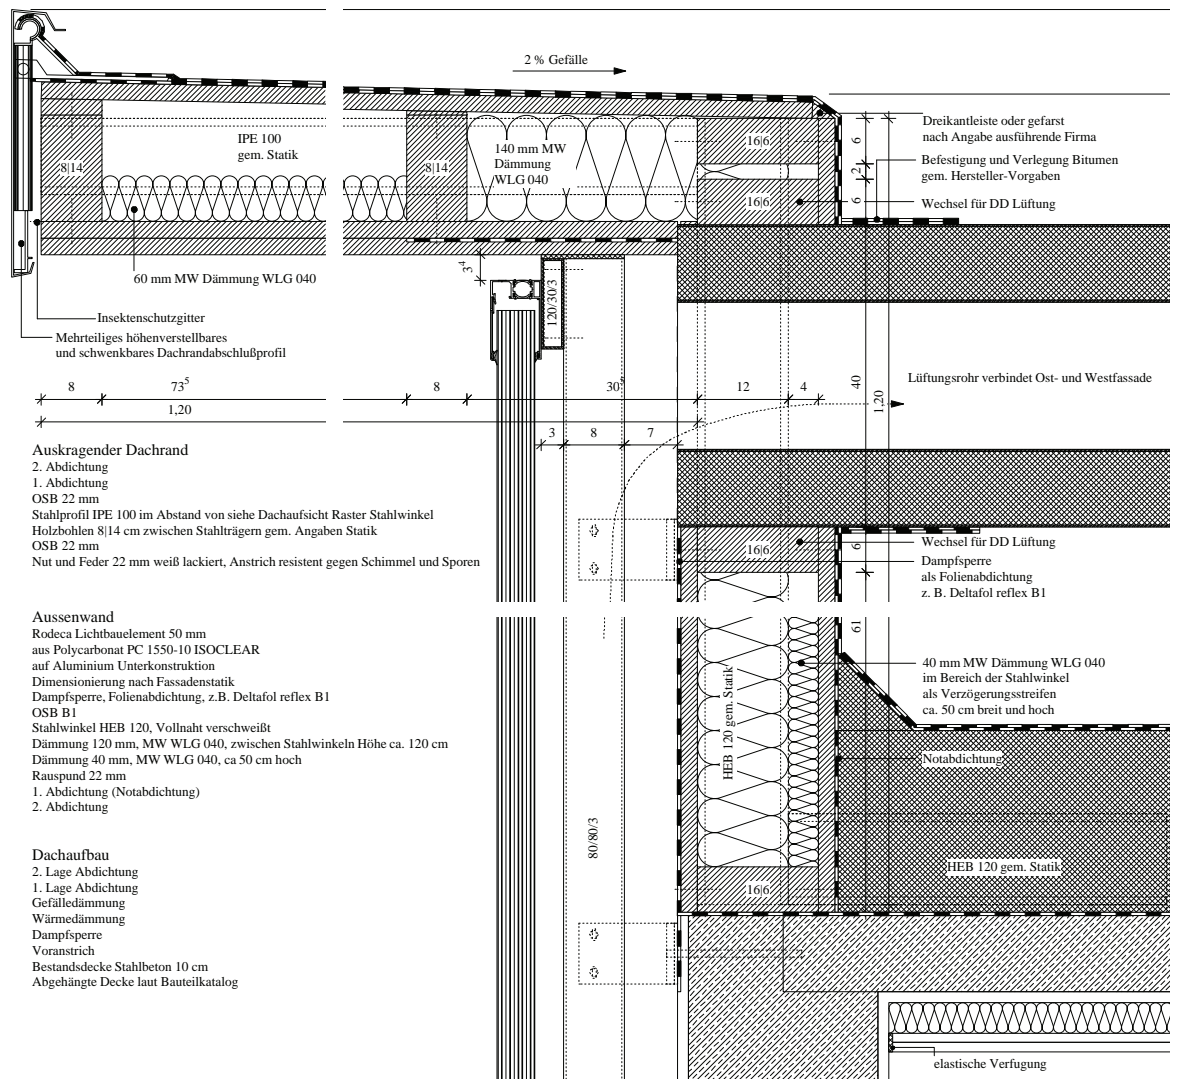 2 % Gefälle
Dreikantleiste oder gefarst
nach Angabe ausführende Firma
Befestigung und Verlegung Bitumen
gem. Hersteller-Vorgaben
Wechsel für DD Lüftung
IPE 100
gem. Statik
140 mm MW
Dämmung
WLG 040
8|14
8|14
16|6
16|6
6
2
6
60 mm MW Dämmung WLG 040
3⁴
120/30/3
Insektenschutzgitter
Mehrteiliges höhenverstellbares
und schwenkbares Dachrandabschlußprofil
8
73⁵
8
30⁵
12
4
40
1,20
Lüftungsrohr verbindet Ost- und Westfassade
1,20
3
8
7
Auskragender Dachrand
2. Abdichtung
1. Abdichtung
OSB 22 mm
Stahlprofil IPE 100 im Abstand von siehe Dachaufsicht Raster Stahlwinkel
Holzbohlen 8|14 cm zwischen Stahlträgern gem. Angaben Statik
OSB 22 mm
Nut und Feder 22 mm weiß lackiert, Anstrich resistent gegen Schimmel und Sporen
16|6
6
Wechsel für DD Lüftung
Dampfsperre
als Folienabdichtung
z. B. Deltafol reflex B1
61
Aussenwand
Rodeca Lichtbauelement 50 mm
aus Polycarbonat PC 1550-10 ISOCLEAR
auf Aluminium Unterkonstruktion
Dimensionierung nach Fassadenstatik
Dampfsperre, Folienabdichtung, z.B. Deltafol reflex B1
OSB B1
Stahlwinkel HEB 120, Vollnaht verschweißt
Dämmung 120 mm, MW WLG 040, zwischen Stahlwinkeln Höhe ca. 120 cm
Dämmung 40 mm, MW WLG 040, ca 50 cm hoch
Rauspund 22 mm
1. Abdichtung (Notabdichtung)
2. Abdichtung
HEB 120 gem. Statik
40 mm MW Dämmung WLG 040
im Bereich der Stahlwinkel
als Verzögerungsstreifen
ca. 50 cm breit und hoch
Notabdichtung
80/80/3
HEB 120 gem. Statik
16|6
Dachaufbau
2. Lage Abdichtung
1. Lage Abdichtung
Gefälledämmung
Wärmedämmung
Dampfsperre
Voranstrich
Bestandsdecke Stahlbeton 10 cm
Abgehängte Decke laut Bauteilkatalog
elastische Verfugung